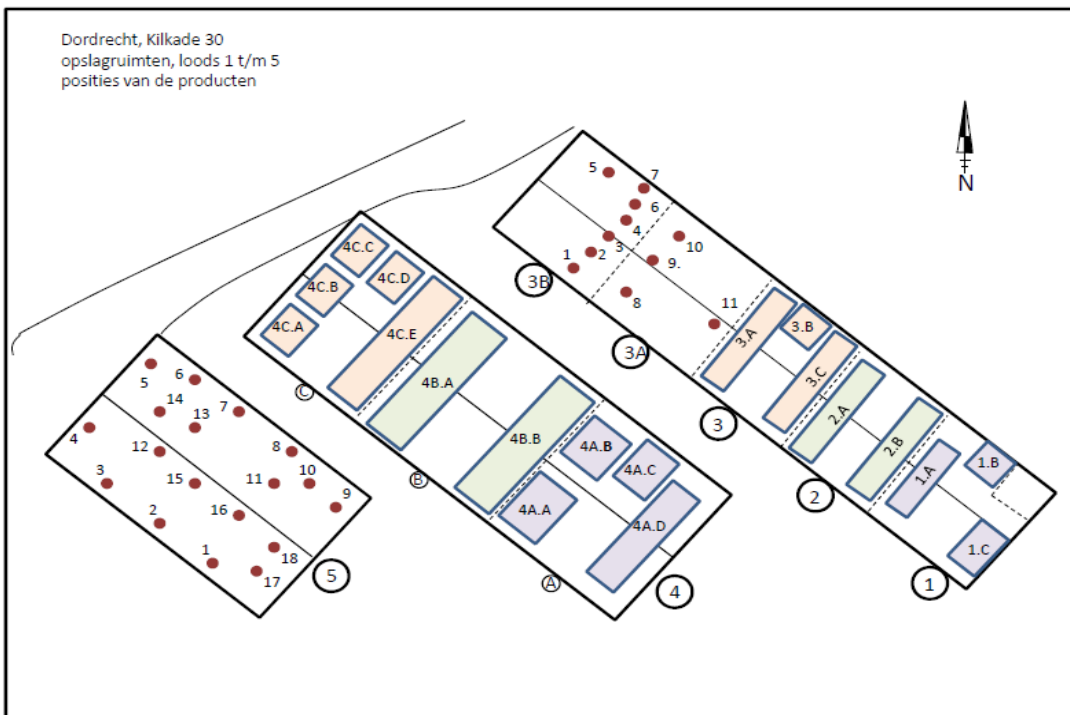 Dordrecht, Kilkade 30
opslagruimten, loods 1 t/m 5
posities van de producten
N
5
7
6
4
3
2
1
10
9.
8
11
3B
3A
3
3.A
3.B
3.C
2.A
2.B
2
1.A
1.B
1.C
1
4C.C
4C.D
4C.B
4C.A
4C.E
C
4B.A
4B.B
B
4A.B
4A.C
4A.A
4A.D
A
4
5
6
14
13
7
4
12
8
3
15
11
10
9
2
16
1
18
17
5